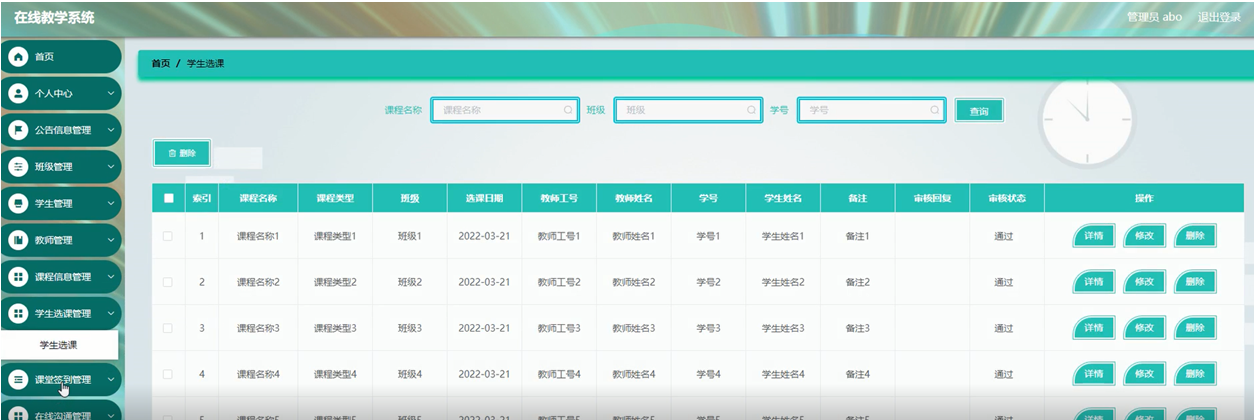 在线教学系统
管理员 abo 退出登录
首页
个人中心
公告信息管理
班级管理
学生管理
教师管理
课程信息管理
学生选课管理
学生选课
课堂签到管理
在线沟通管理
首页 / 学生选课
课程名称 课程名称 班级 班级 学号 学号 查询
删除
索引 课程名称 课程类型 班级 选课日期 教师工号 教师姓名 学号 学生姓名 备注 审核回复 审核状态 操作
1 课程名称1 课程类型1 班级1 2022-03-21 教师工号1 教师姓名1 学号1 学生姓名1 备注1 通过 详情 修改 删除
2 课程名称2 课程类型2 班级2 2022-03-21 教师工号2 教师姓名2 学号2 学生姓名2 备注2 通过 详情 修改 删除
3 课程名称3 课程类型3 班级3 2022-03-21 教师工号3 教师姓名3 学号3 学生姓名3 备注3 通过 详情 修改 删除
4 课程名称4 课程类型4 班级4 2022-03-21 教师工号4 教师姓名4 学号4 学生姓名4 备注4 通过 详情 修改 删除
5 课程名称5 课程类型5 班级5 2022-03-21 教师工号5 教师姓名5 学号5 学生姓名5 备注5 通过 详情 修改 删除